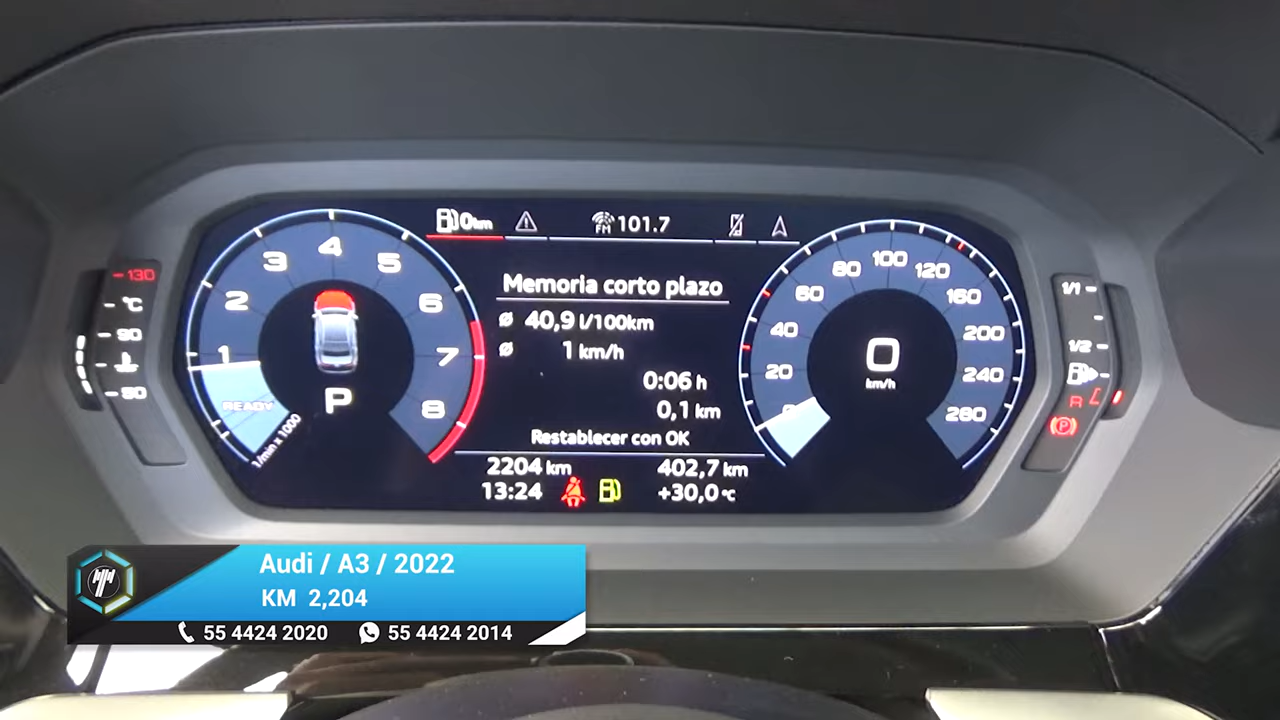 0km
FM 101.7
Memoria corto plazo
Ø 40,9 l/100km
Ø 1 km/h
0:06 h
0,1 km
Restablecer con OK
2204 km 402,7 km
13:24 +30,0 °C
1 2 3 4 5 6 7 8
READY
1/min x 1000
P
0 20 40 60 80 100 120 160 200 240 280
0
km/h
130
°C
90
50
1/1
1/2
R
P
Audi / A3 / 2022
KM 2,204
55 4424 2020 55 4424 2014